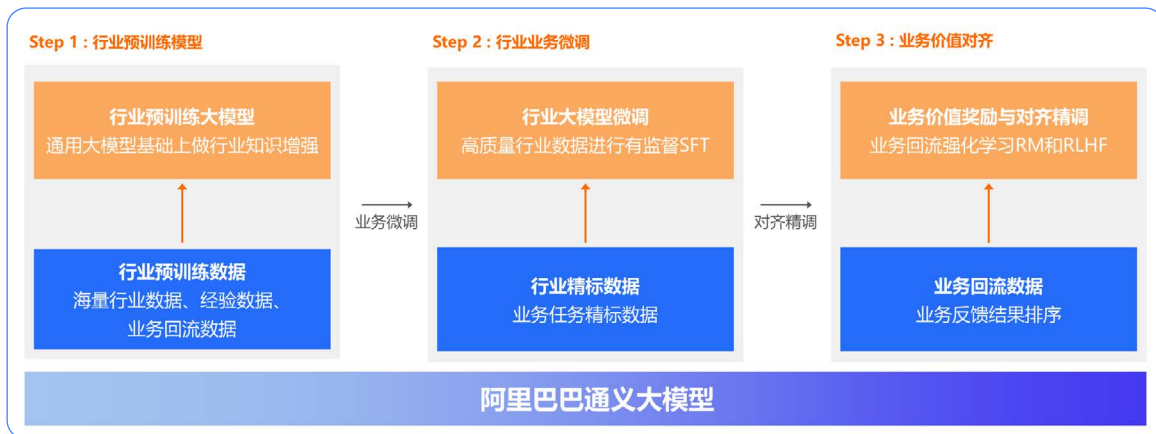 Step 1：行业预训练模型
行业预训练大模型
通用大模型基础上做行业知识增强
行业预训练数据
海量行业数据、经验数据、
业务回流数据
业务微调
Step 2：行业业务微调
行业大模型微调
高质量行业数据进行有监督SFT
行业精标数据
业务任务精标数据
对齐精调
Step 3：业务价值对齐
业务价值奖励与对齐精调
业务回流强化学习RM和RLHF
业务回流数据
业务反馈结果排序
阿里巴巴通义大模型